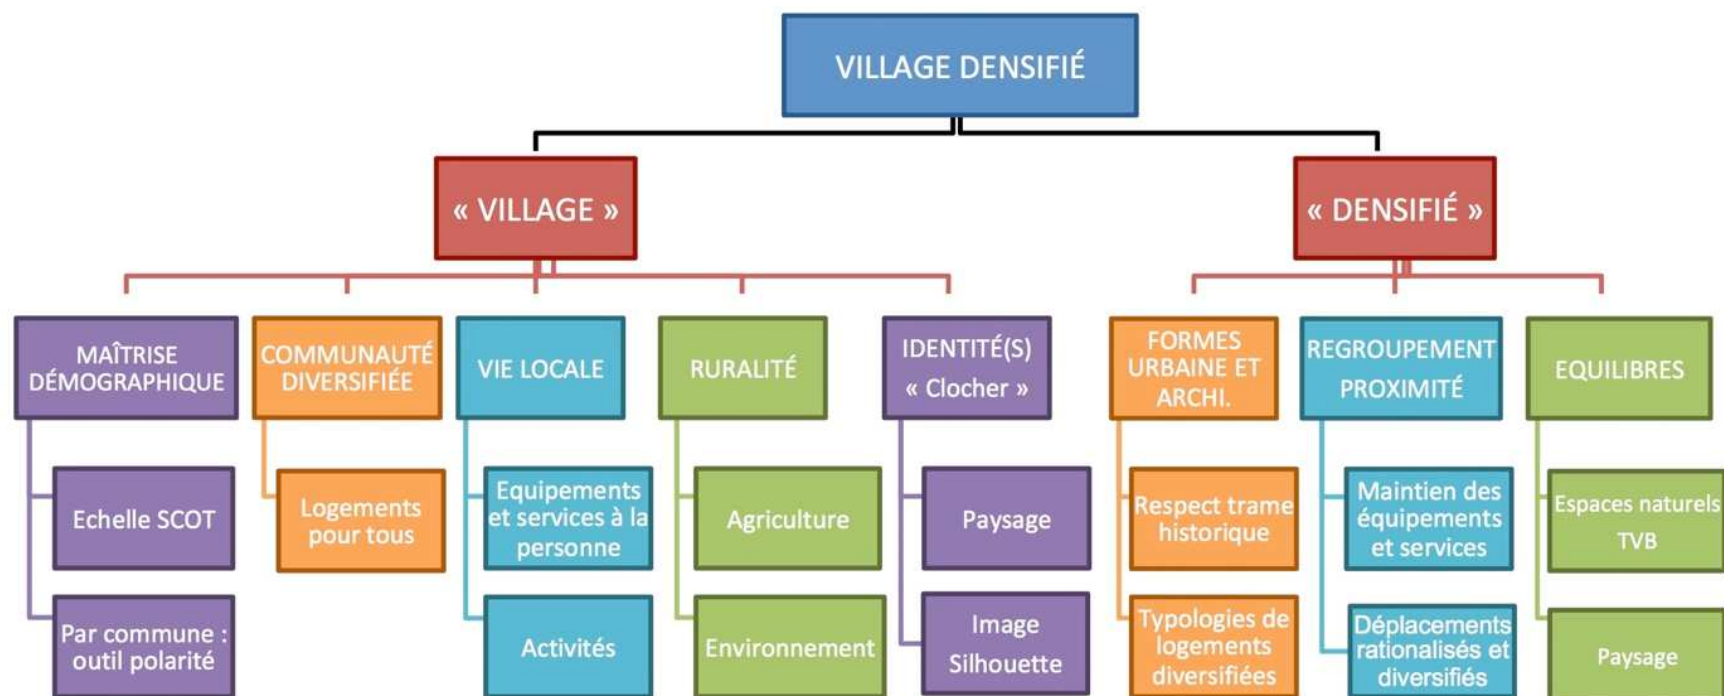 VILLAGE DENSIFIÉ
« VILLAGE »
« DENSIFIÉ »
MAÎTRISE
DÉMOGRAPHIQUE
COMMUNAUTÉ
DIVERSIFIÉE
VIE LOCALE
RURALITÉ
IDENTITÉ(S)
« Clocher »
FORMES
URBAINE ET
ARCHI.
REGROUPEMENT
PROXIMITÉ
EQUILIBRES
Echelle SCOT
Logements
pour tous
Equipements
et services à la
personne
Agriculture
Paysage
Respect trame
historique
Maintien des
équipements
et services
Espaces naturels
TVB
Par commune :
outil polarité
Activités
Environnement
Image
Silhouette
Typologies de
logements
diversifiées
Déplacements
rationalisés et
diversifiés
Paysage